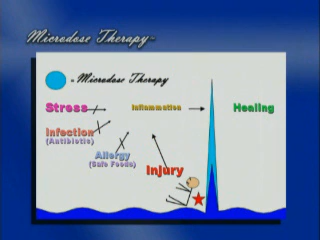 Microdose Therapy~
= Microdose Therapy
Stress
Inflammation
Healing
Infection
(Antibiotic)
Allergy
(Safe Foods)
Injury